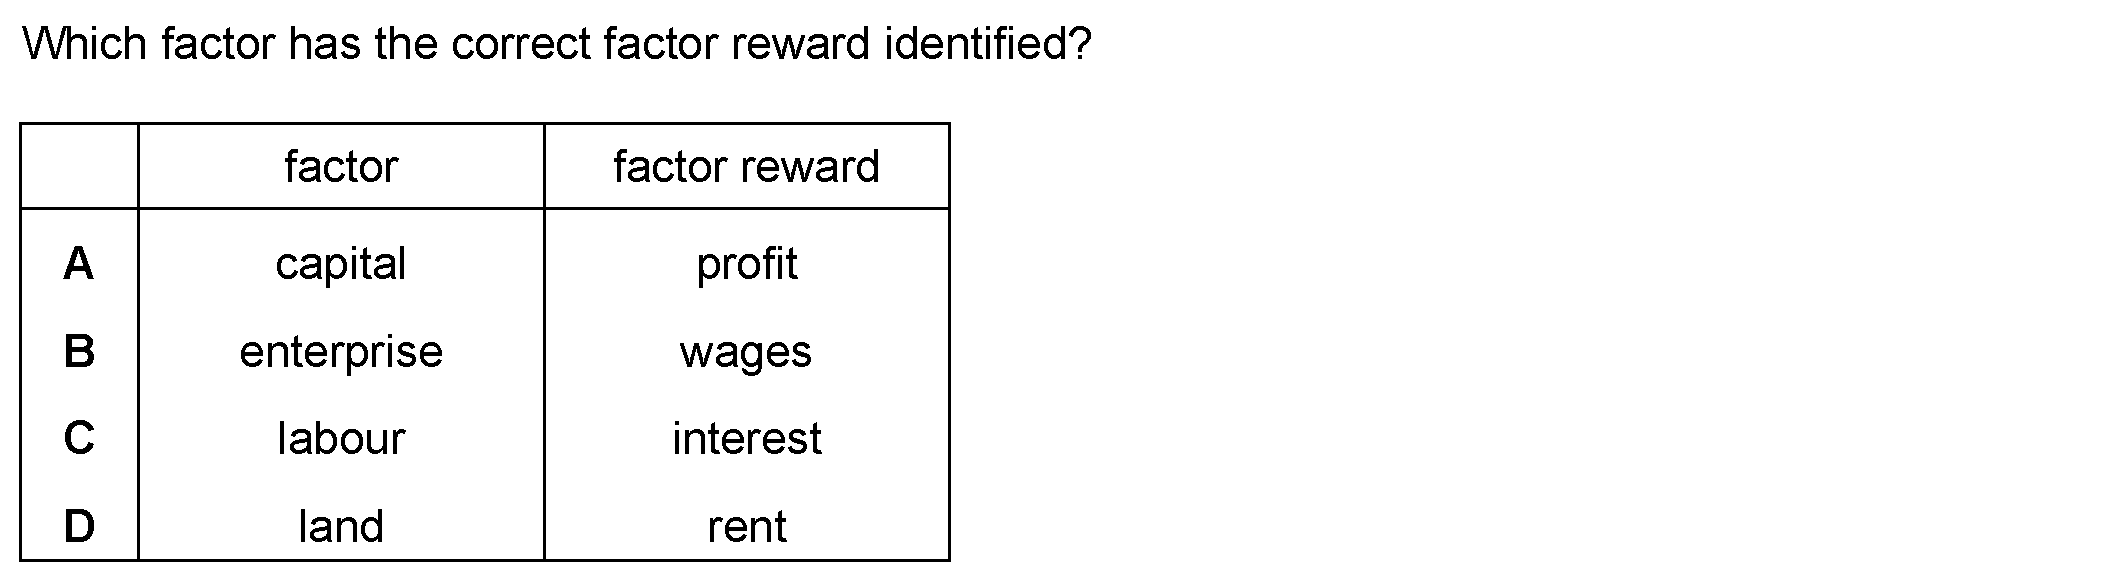 Which factor has the correct factor reward identified?
factor factor reward
A capital profit
B enterprise wages
C labour interest
D land rent